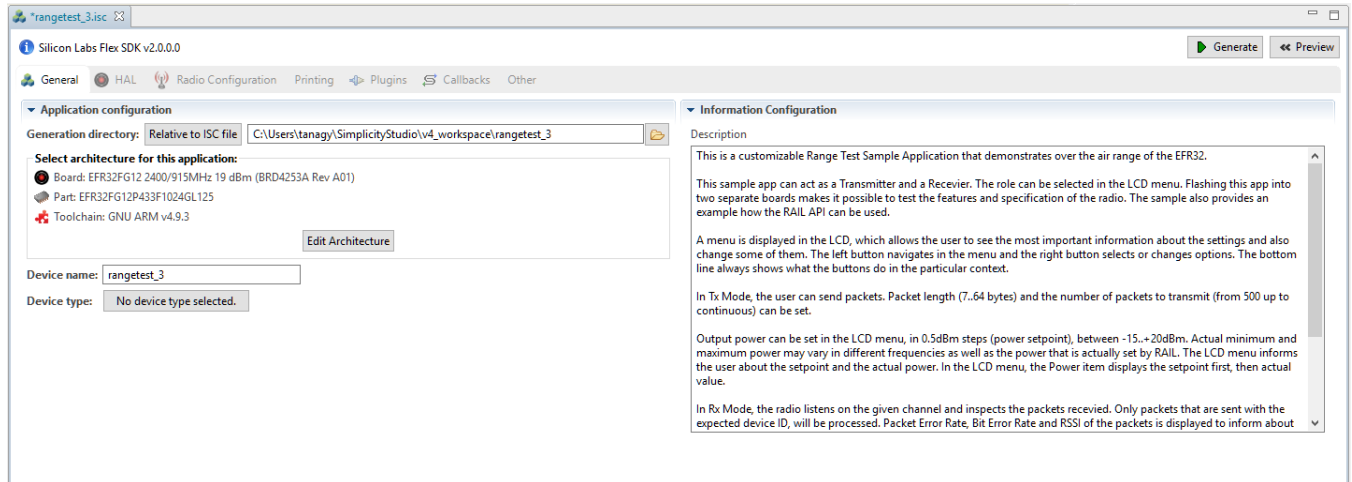 *rangetest_3.isc
Silicon Labs Flex SDK v2.0.0.0
Generate
Preview
General
HAL
Radio Configuration
Printing
Plugins
Callbacks
Other
Application configuration
Generation directory: Relative to ISC file C:\Users\tanagy\SimplicityStudio\v4_workspace\rangetest_3
Select architecture for this application:
Board: EFR32FG12 2400/915MHz 19 dBm (BRD4253A Rev A01)
Part: EFR32FG12P433F1024GL125
Toolchain: GNU ARM v4.9.3
Edit Architecture
Device name: rangetest_3
Device type: No device type selected.
Information Configuration
Description
This is a customizable Range Test Sample Application that demonstrates over the air range of the EFR32.
This sample app can act as a Transmitter and a Recevier. The role can be selected in the LCD menu. Flashing this app into
two separate boards makes it possible to test the features and specification of the radio. The sample also provides an
example how the RAIL API can be used.
A menu is displayed in the LCD, which allows the user to see the most important information about the settings and also
change some of them. The left button navigates in the menu and the right button selects or changes options. The bottom
line always shows what the buttons do in the particular context.
In Tx Mode, the user can send packets. Packet length (7..64 bytes) and the number of packets to transmit (from 500 up to
continuous) can be set.
Output power can be set in the LCD menu, in 0.5dBm steps (power setpoint), between -15..+20dBm. Actual minimum and
maximum power may vary in different frequencies as well as the power that is actually set by RAIL. The LCD menu informs
the user about the setpoint and the actual power. In the LCD menu, the Power item displays the setpoint first, then actual
value.
In Rx Mode, the radio listens on the given channel and inspects the packets recevied. Only packets that are sent with the
expected device ID, will be processed. Packet Error Rate, Bit Error Rate and RSSI of the packets is displayed to inform about